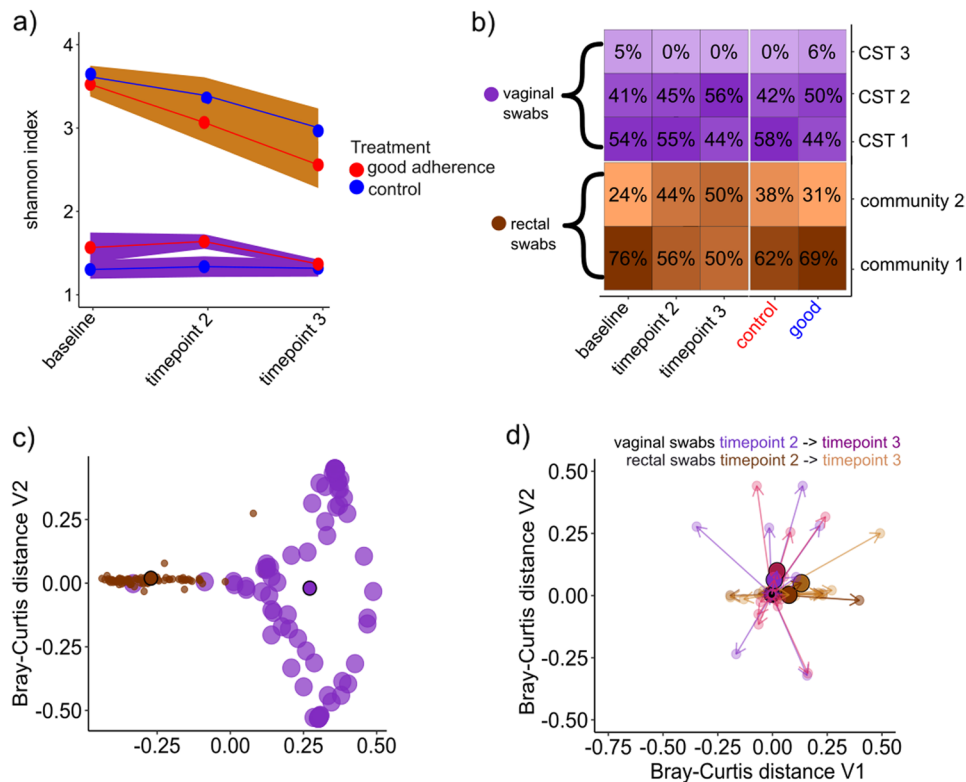 a)
4
3
2
1
shannon index
baseline
timepoint 2
timepoint 3
Treatment
good adherence
control
b)
vaginal
swabs
rectal
swabs
5% 0% 0% 0% 6% CST 3
41% 45% 56% 42% 50% CST 2
54% 55% 44% 58% 44% CST 1
24% 44% 50% 38% 31% community 2
76% 56% 50% 62% 69% community 1
baseline
timepoint 2
timepoint 3
control
good
c)
Bray-Curtis distance V2
0.25
0.00
-0.25
-0.50
-0.25 0.00 0.25 0.50
d)
vaginal swabs timepoint 2 -> timepoint 3
rectal swabs timepoint 2 -> timepoint 3
Bray-Curtis distance V2
0.50
0.25
0.00
-0.25
-0.50
-0.75 -0.50 -0.25 0.00 0.25 0.50
Bray-Curtis distance V1